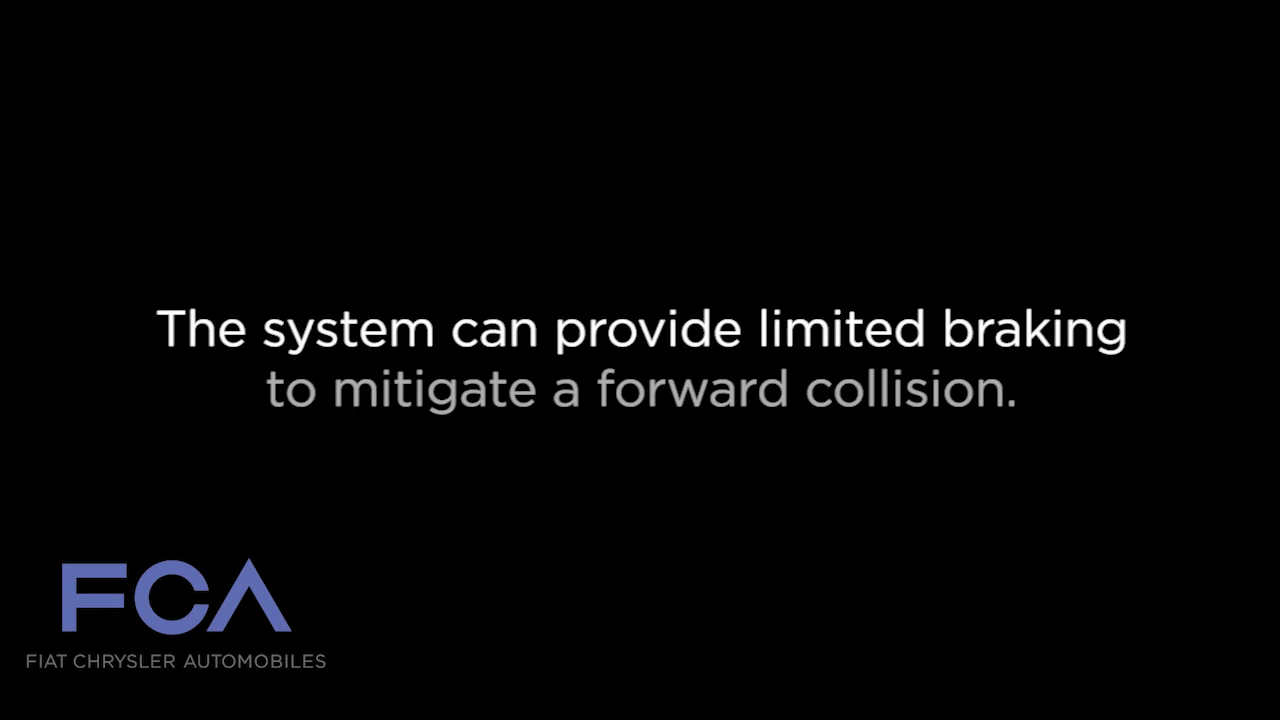 The system can provide limited braking
to mitigate a forward collision.
FCA
FIAT CHRYSLER AUTOMOBILES